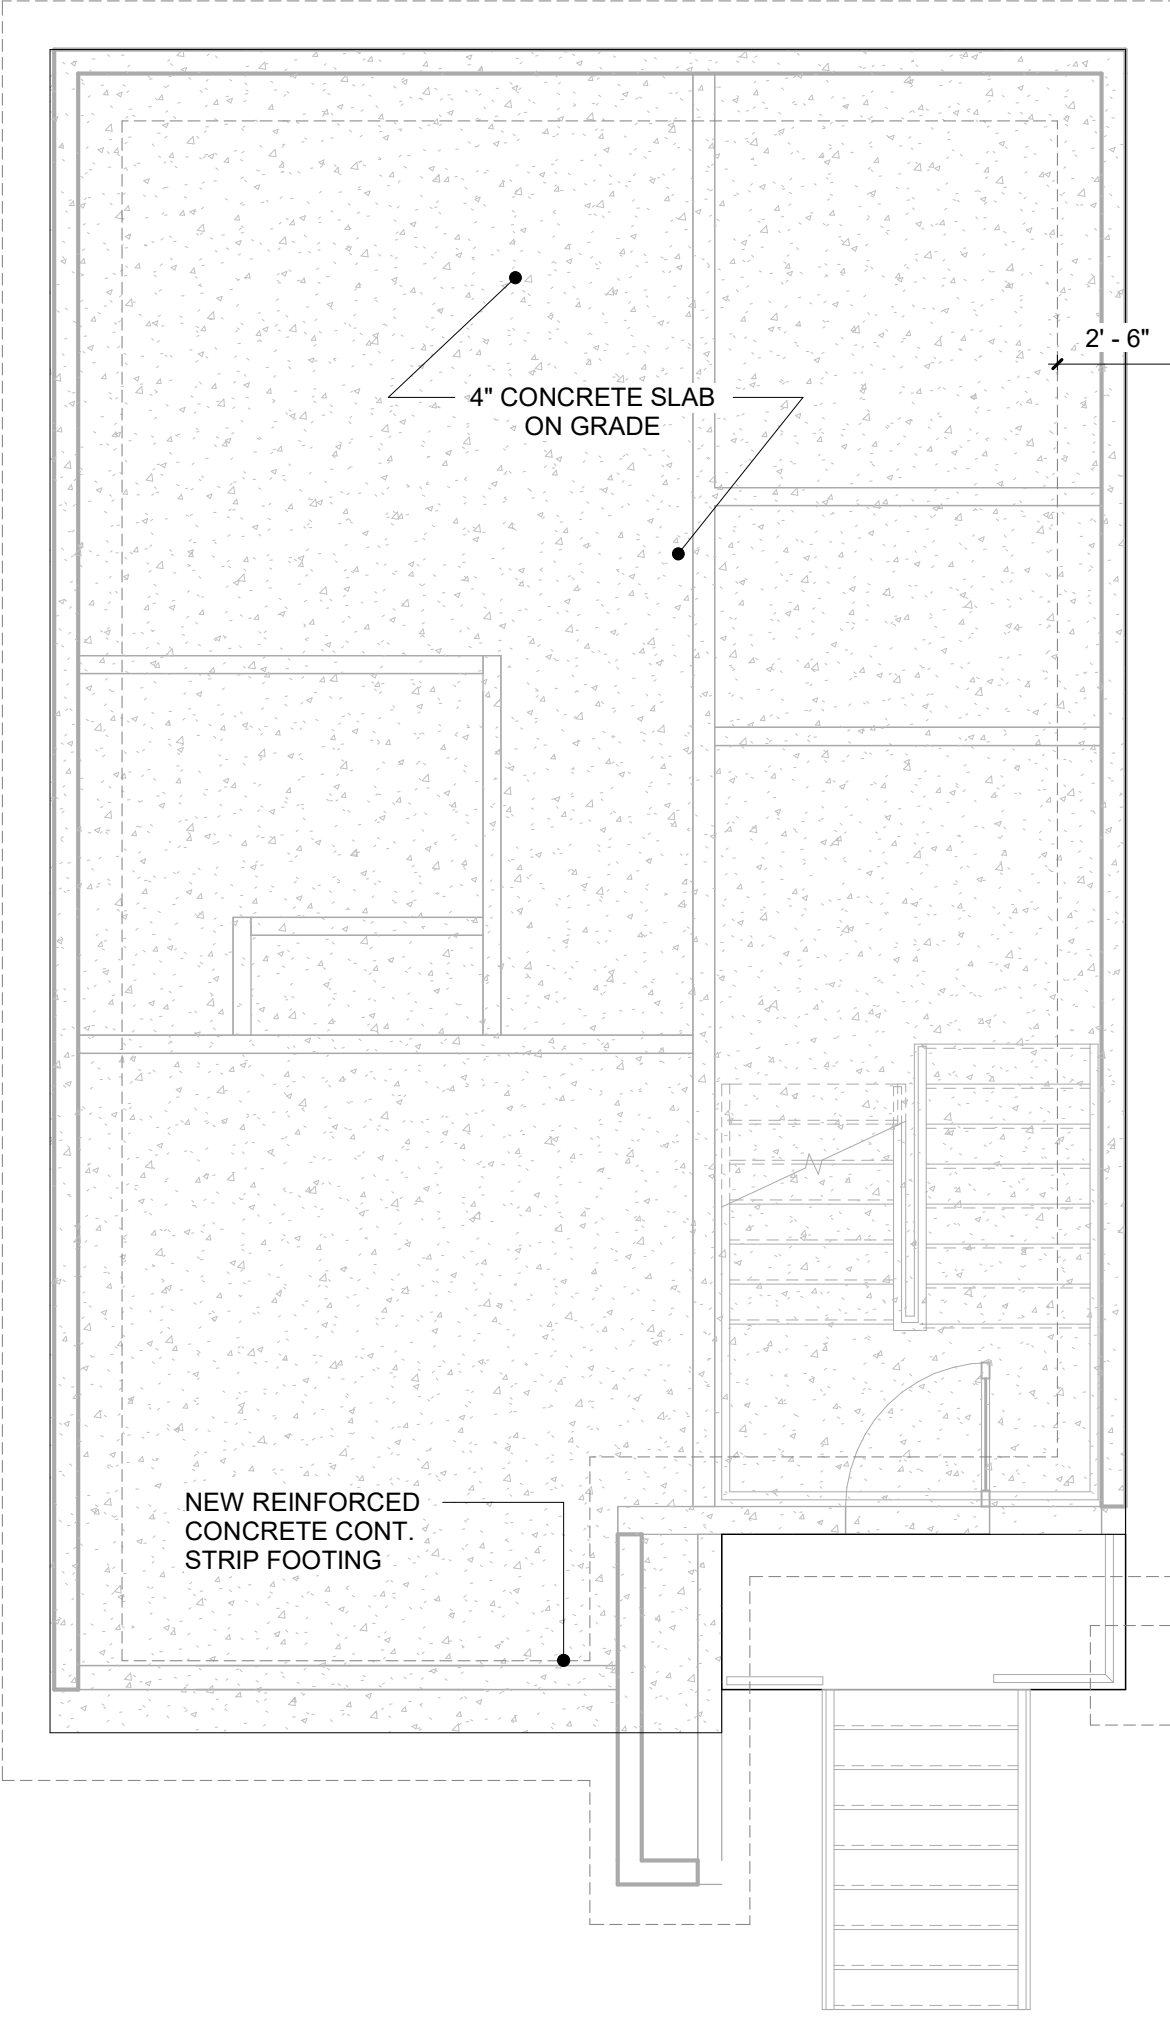 2' - 6"
4" CONCRETE SLAB
ON GRADE
NEW REINFORCED
CONCRETE CONT.
STRIP FOOTING